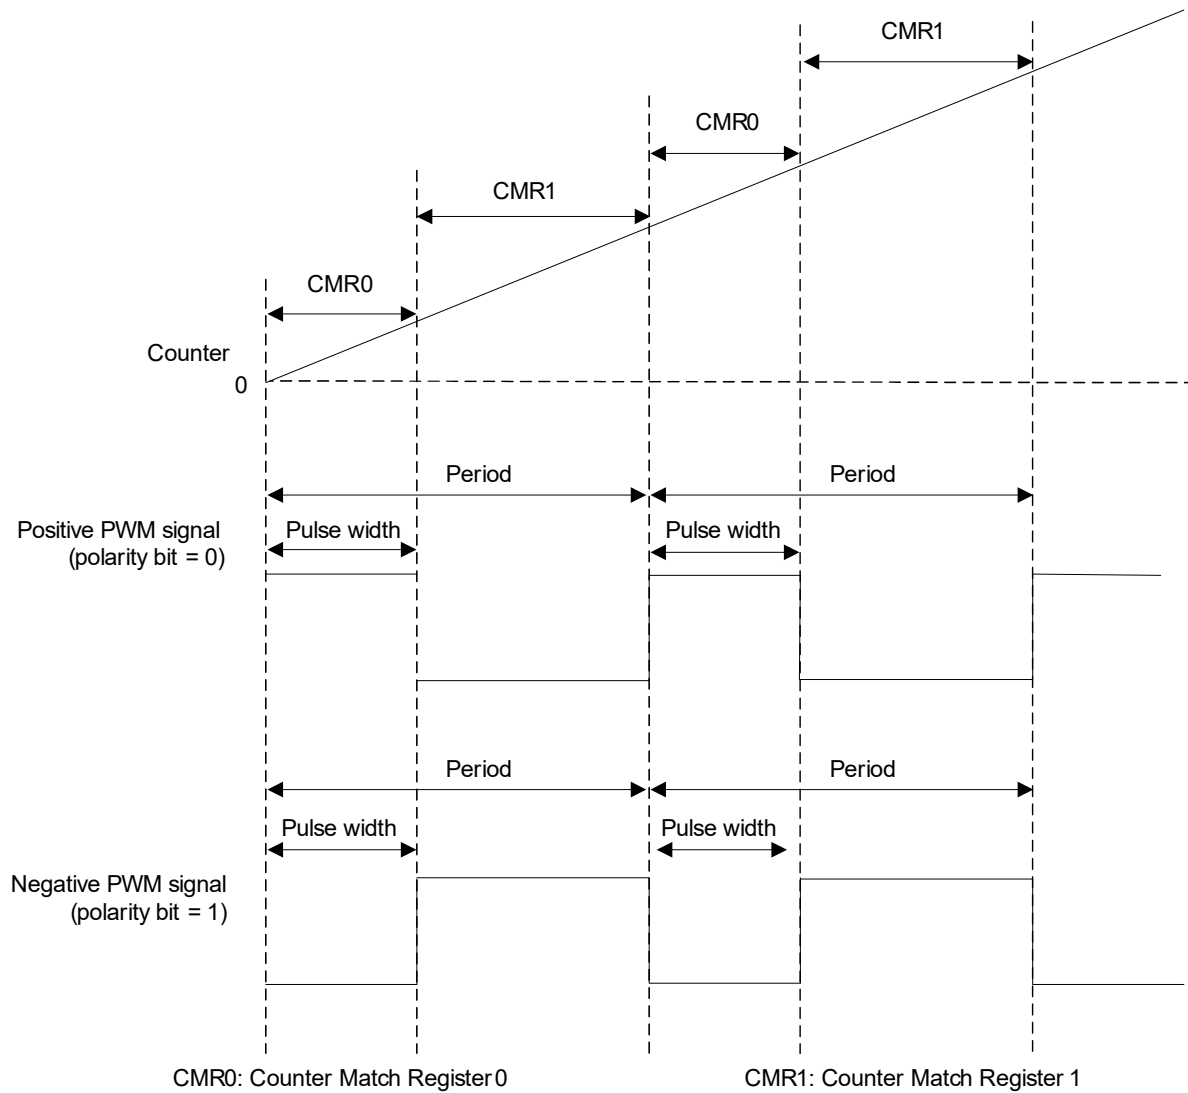 CMR1
CMR0
CMR1
CMR0
Counter
0
Period
Period
Positive PWM signal
(polarity bit = 0)
Pulse width
Pulse width
Period
Period
Pulse width
Pulse width
Negative PWM signal
(polarity bit = 1)
CMR0: Counter Match Register 0
CMR1: Counter Match Register 1